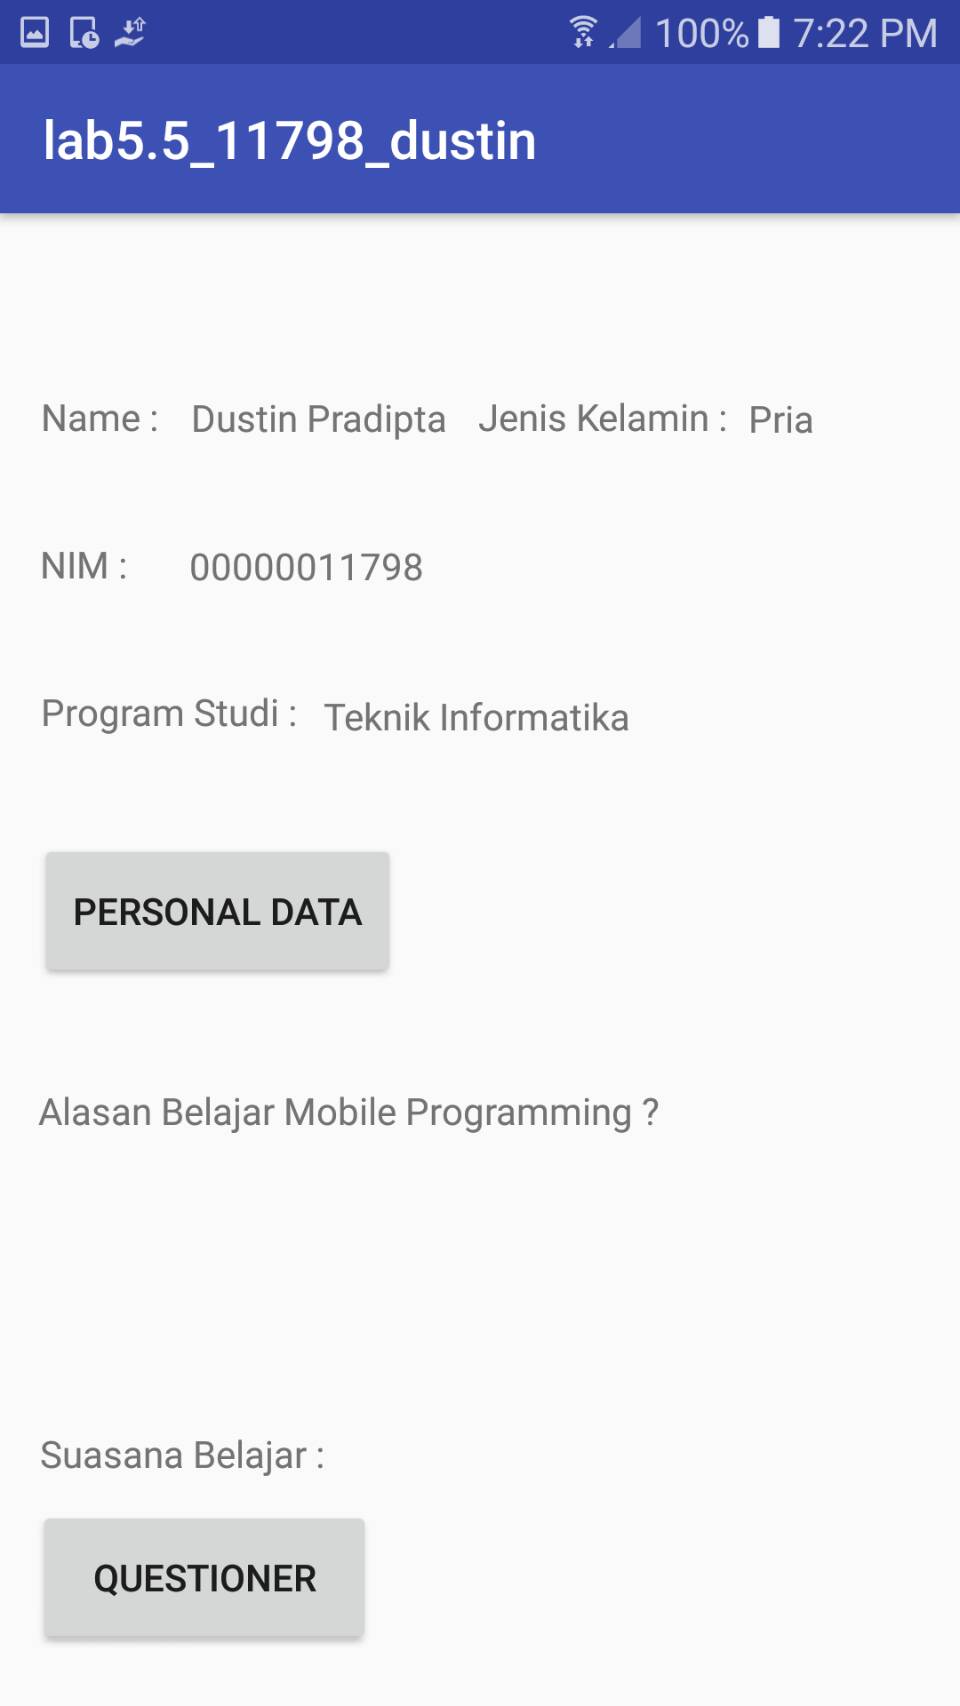 100% 7:22 PM
lab5.5_11798_dustin
Name : Dustin Pradipta Jenis Kelamin : Pria
NIM : 00000011798
Program Studi : Teknik Informatika
PERSONAL DATA
Alasan Belajar Mobile Programming ?
Suasana Belajar :
QUESTIONER